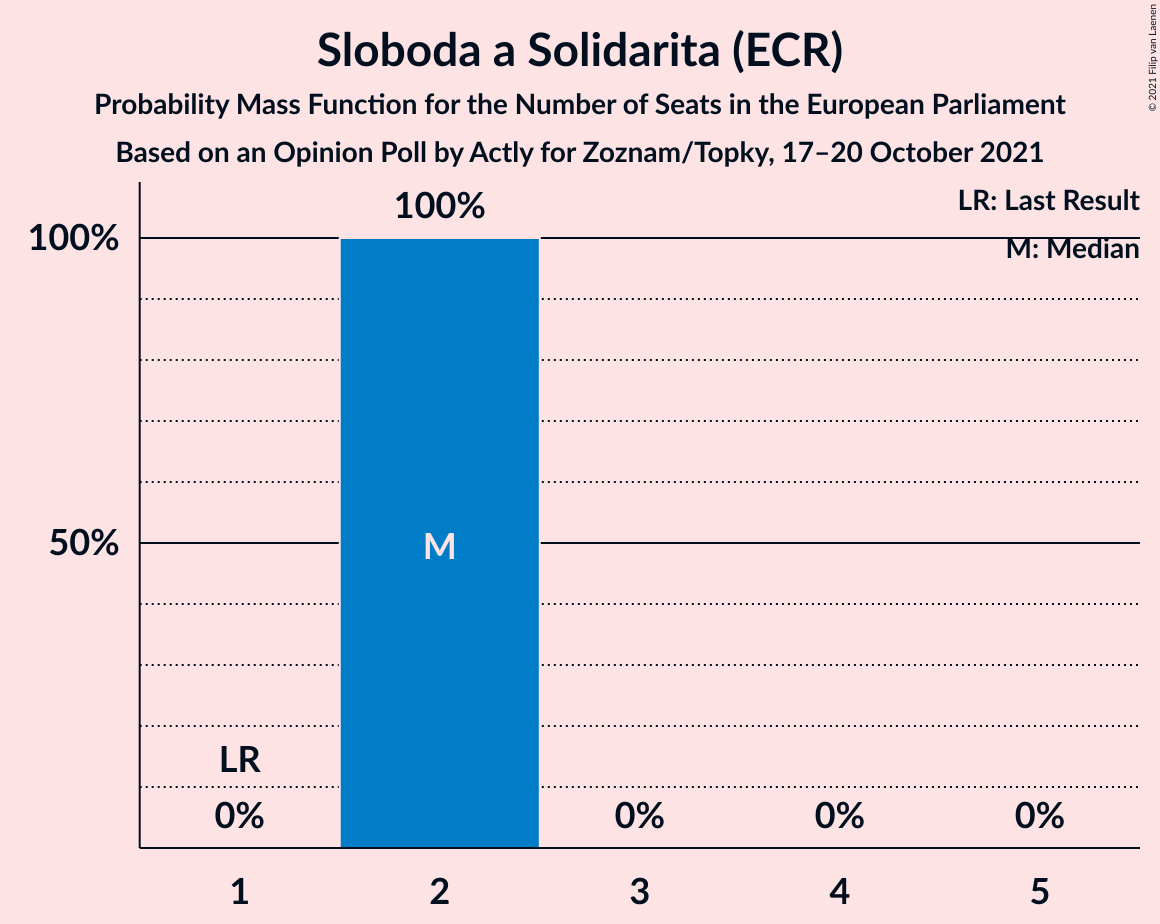 Sloboda a Solidarita (ECR)
Probability Mass Function for the Number of Seats in the European Parliament
Based on an Opinion Poll by Actly for Zoznam/Topky, 17–20 October 2021
© 2021 Filip van Laenen
LR: Last Result
M: Median
100%
100%
50%
M
LR
0%
0%
0%
0%
1
2
3
4
5